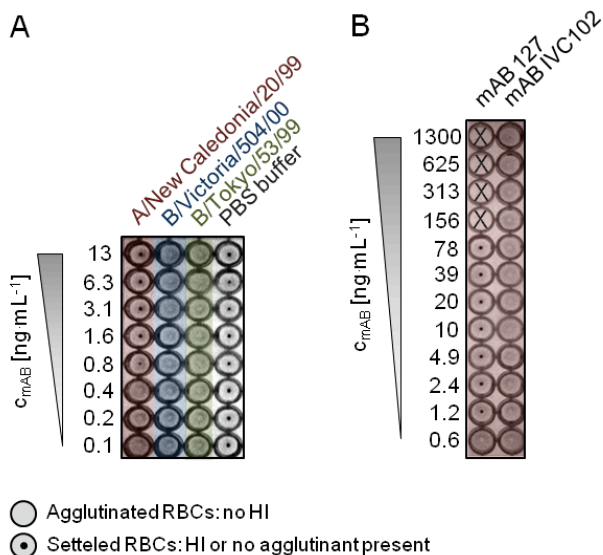 A
B
A/New Caledonia/20/99
B/Victoria/504/00
B/Tokyo/53/99
PBS buffer
mAB 127
mAB IVC102
cmAB [ng·mL-1]
13
6.3
3.1
1.6
0.8
0.4
0.2
0.1
cmAB [ng·mL-1]
1300
625
313
156
78
39
20
10
4.9
2.4
1.2
0.6
X
X
X
X
Agglutinated RBCs: no HI
Setteled RBCs: HI or no agglutinant present